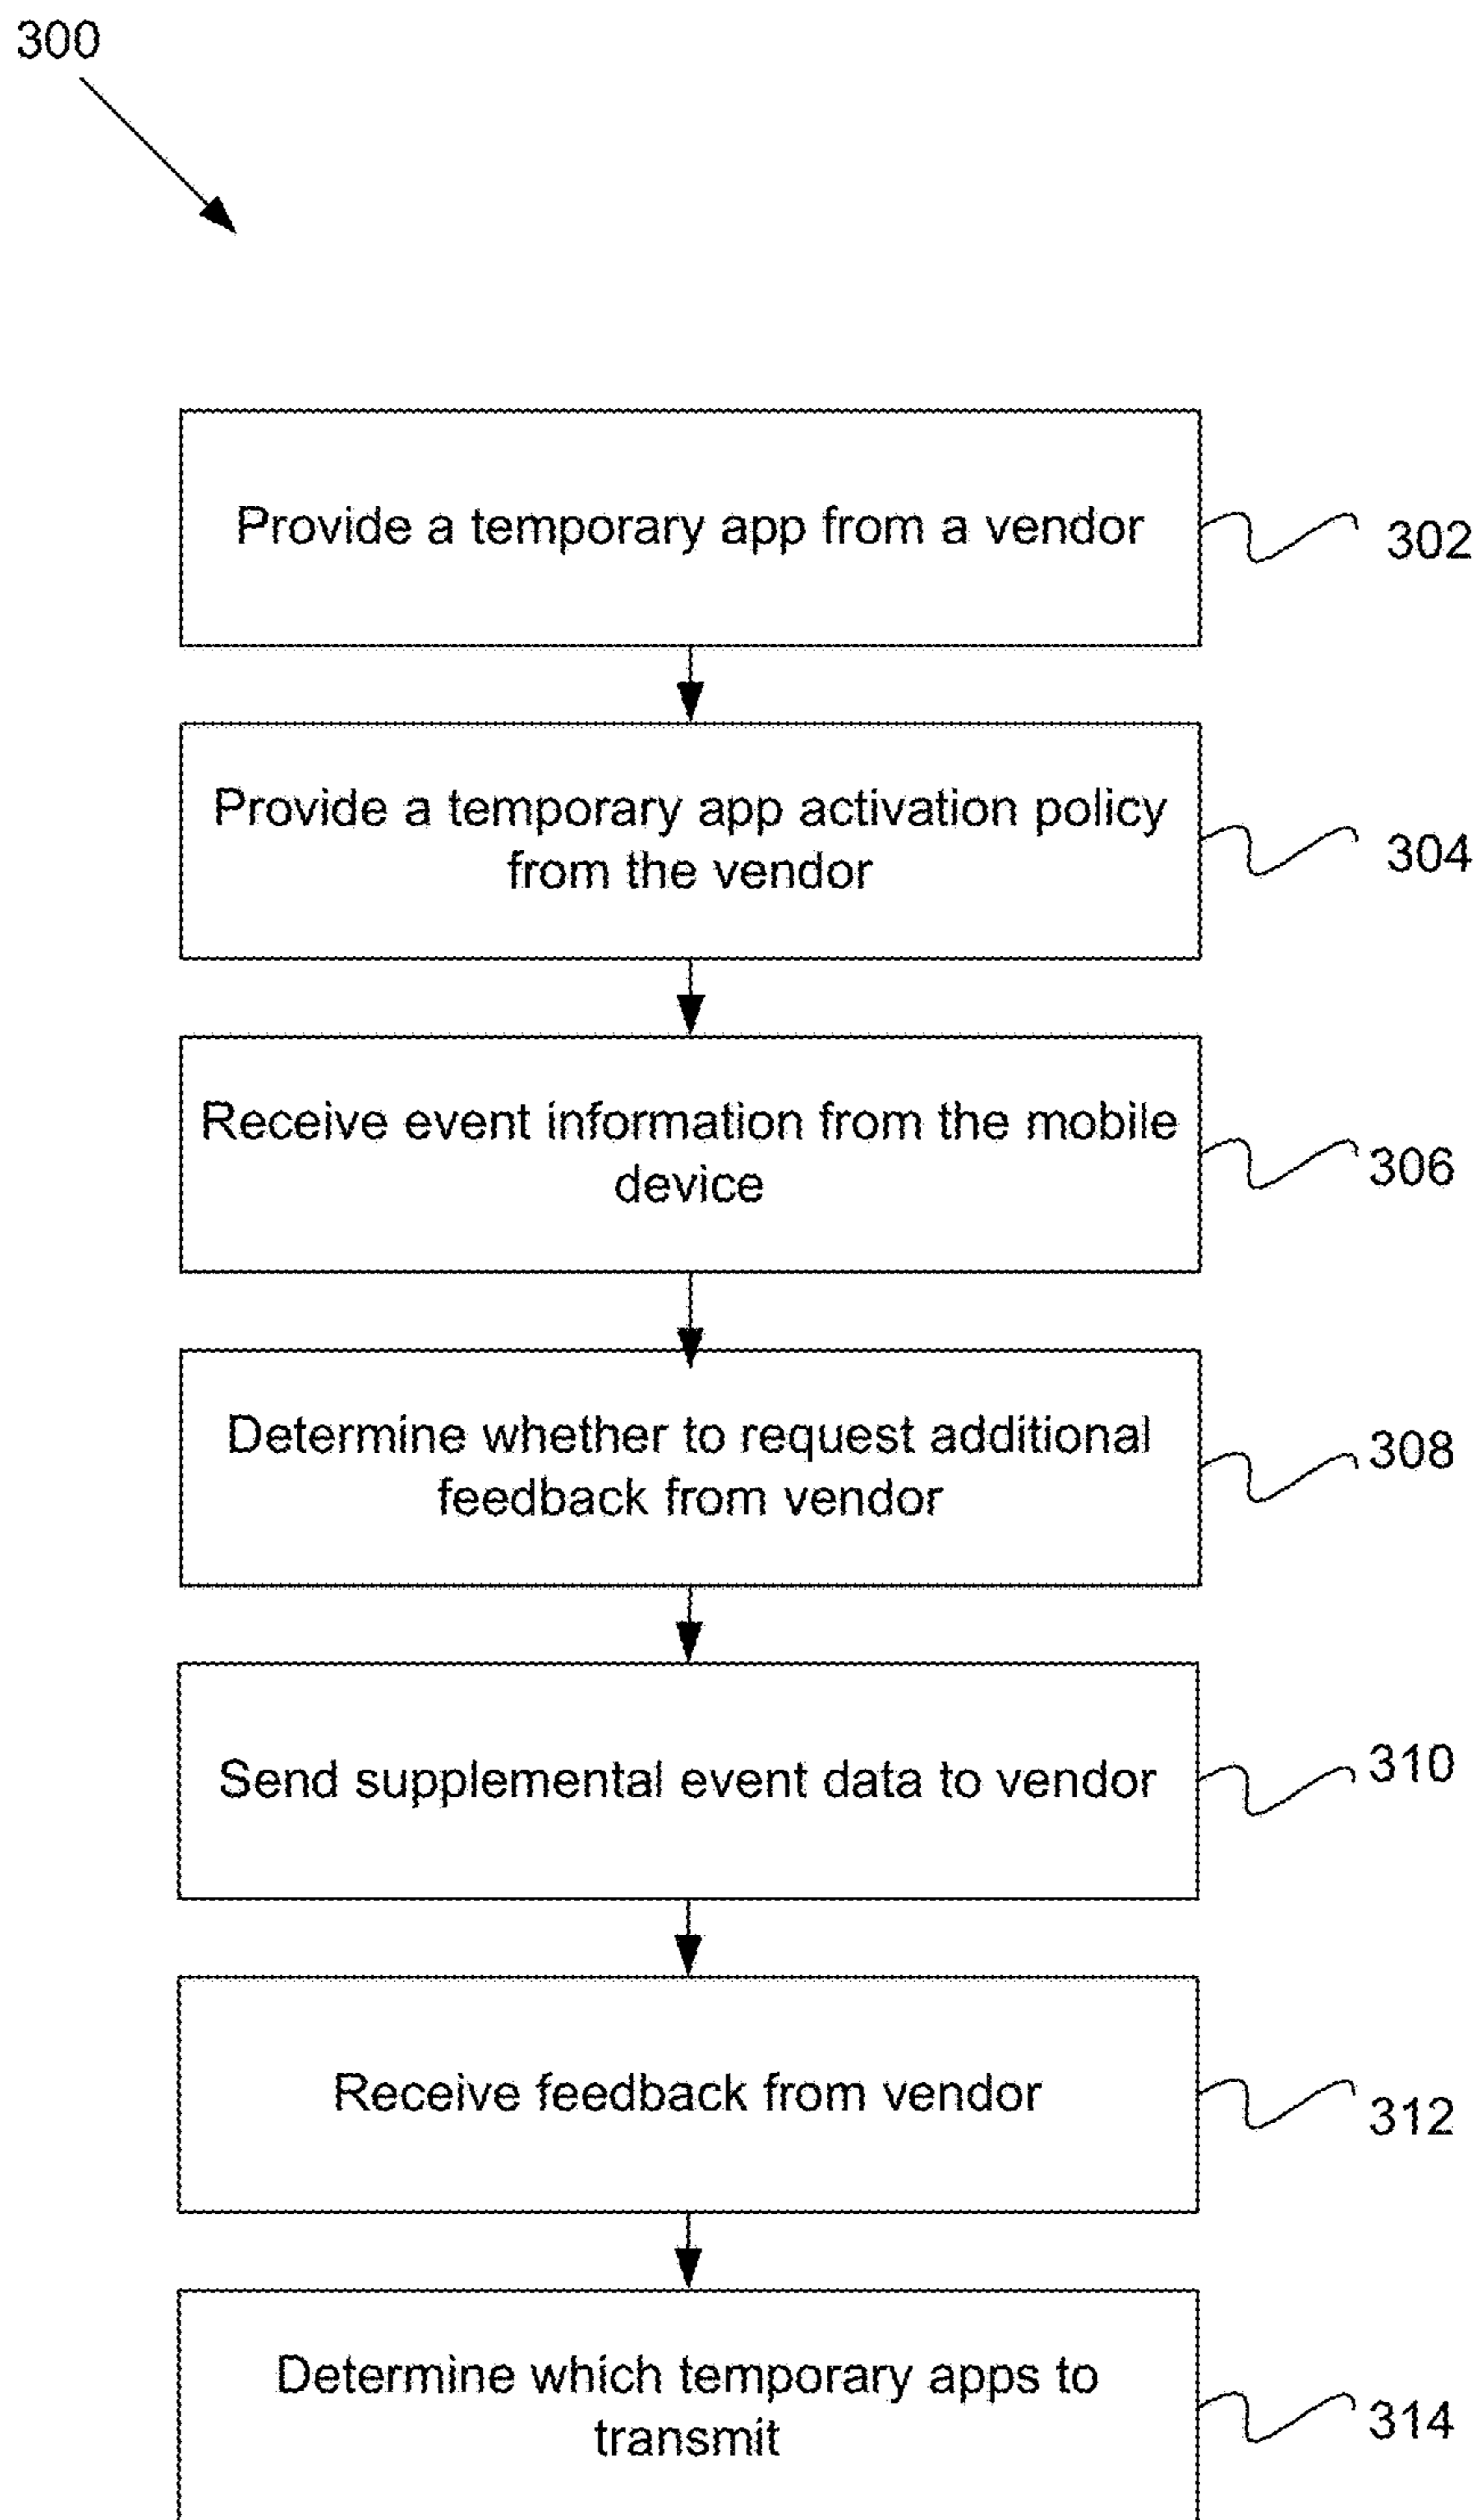 300
Provide a temporary app from a vendor
302
Provide a temporary app activation policy
from the vendor
304
Receive event information from the mobile
device
306
Determine whether to request additional
feedback from vendor
308
Send supplemental event data to vendor
310
Receive feedback from vendor
312
Determine which temporary apps to
transmit
314